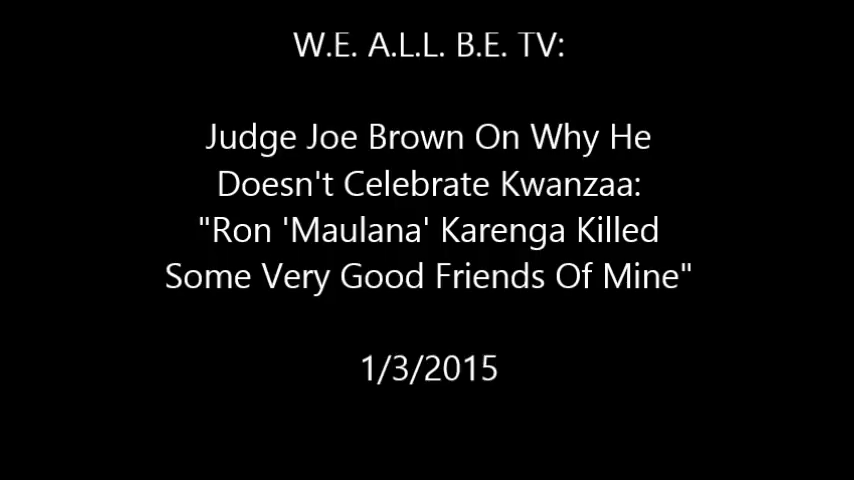 W.E. A.L.L. B.E. TV:
Judge Joe Brown On Why He
Doesn't Celebrate Kwanzaa:
"Ron 'Maulana' Karenga Killed
Some Very Good Friends Of Mine"
1/3/2015